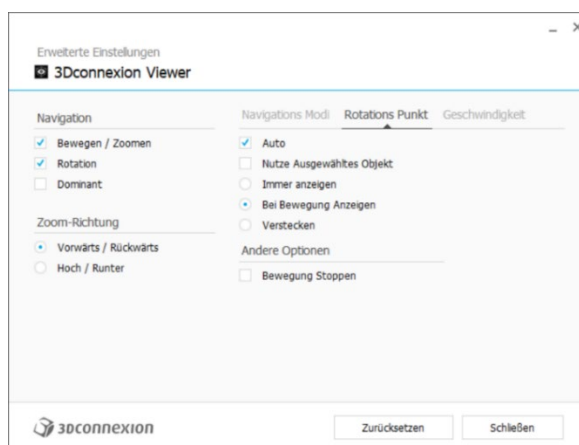 Erweiterte Einstellungen
3Dconnexion Viewer
Navigation
Bewegen / Zoomen
Rotation
Dominant
Zoom-Richtung
Vorwärts / Rückwärts
Hoch / Runter
Navigations Modi Rotations Punkt Geschwindigkeit
Auto
Nutze Ausgewähltes Objekt
Immer anzeigen
Bei Bewegung Anzeigen
Verstecken
Andere Optionen
Bewegung Stoppen
3Dconnexion
Zurücksetzen Schließen